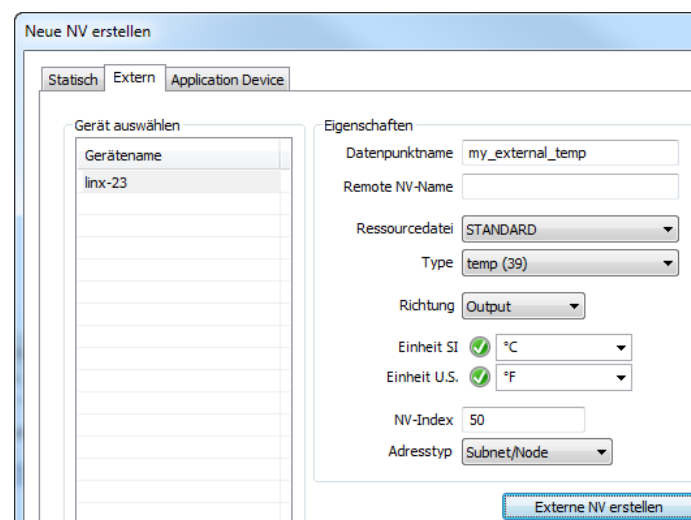 Neue NV erstellen
Statisch Extern Application Device
Gerät auswählen
Gerätename
linx-23
Eigenschaften
Datenpunktname my_external_temp
Remote NV-Name
Ressourcedatei STANDARD
Type temp (39)
Richtung Output
Einheit SI °C
Einheit U.S. °F
NV-Index 50
Adresstyp Subnet/Node
Externe NV erstellen